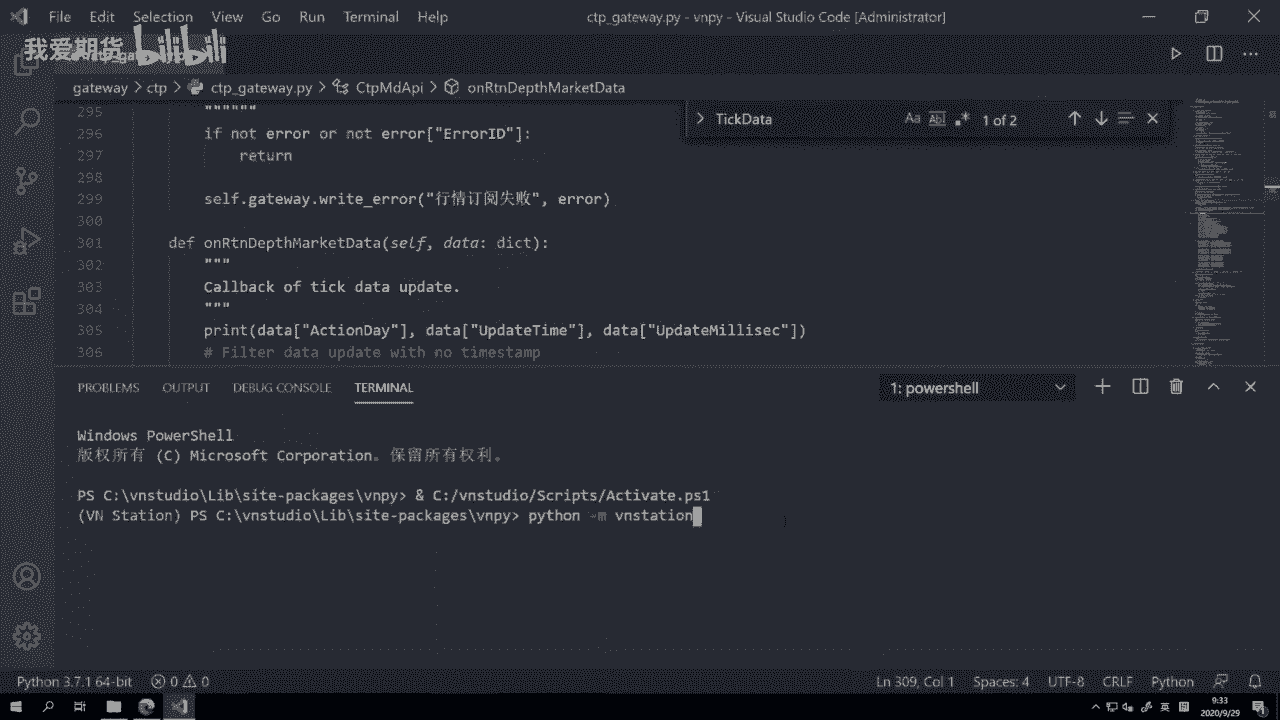 File Edit Selection View Go Run Terminal Help ctp_gateway.py - vnpy - Visual Studio Code [Administrator]
我爱期货 bilibili
gateway > ctp > ctp_gateway.py > CtpMdApi > onRtnDepthMarketData
TickData Aa 1 of 2
295 """"""
296 if not error or not error["ErrorID"]:
297 return
298
299 self.gateway.write_error("行情订阅失败", error)
300
301 def onRtnDepthMarketData(self, data: dict):
302 """
303 Callback of tick data update.
304 """
305 print(data["ActionDay"], data["UpdateTime"], data["UpdateMillisec"])
306 # Filter data update with no timestamp
PROBLEMS OUTPUT DEBUG CONSOLE TERMINAL 1: powershell
Windows PowerShell
版权所有 (C) Microsoft Corporation。保留所有权利。
PS C:\vnstudio\Lib\site-packages\vnpy> & C:/vnstudio/Scripts/Activate.ps1
(VN Station) PS C:\vnstudio\Lib\site-packages\vnpy> python -m vnstation
Python 3.7.1 64-bit 0 0 Ln 309, Col 1 Spaces: 4 UTF-8 CRLF Python
英 9:33
2020/9/29